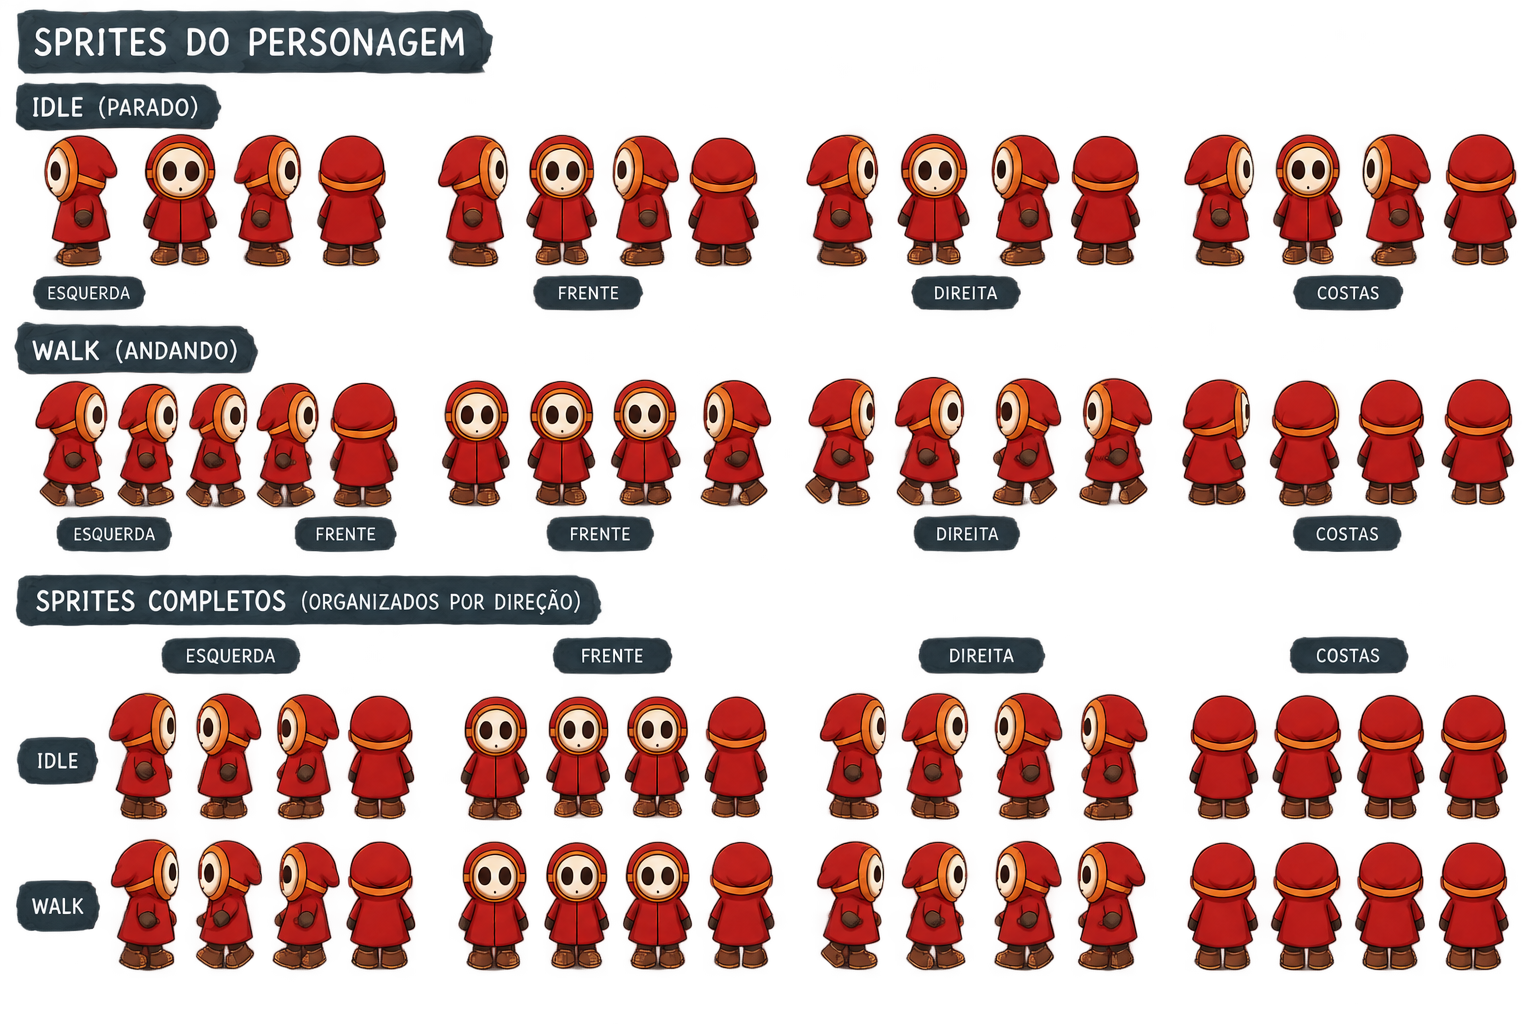 SPRITES DO PERSONAGEM
IDLE (PARADO)
ESQUERDA
FRENTE
DIREITA
COSTAS
WALK (ANDANDO)
ESQUERDA
FRENTE
FRENTE
DIREITA
COSTAS
SPRITES COMPLETOS (ORGANIZADOS POR DIREÇÃO)
ESQUERDA
FRENTE
DIREITA
COSTAS
IDLE
WALK